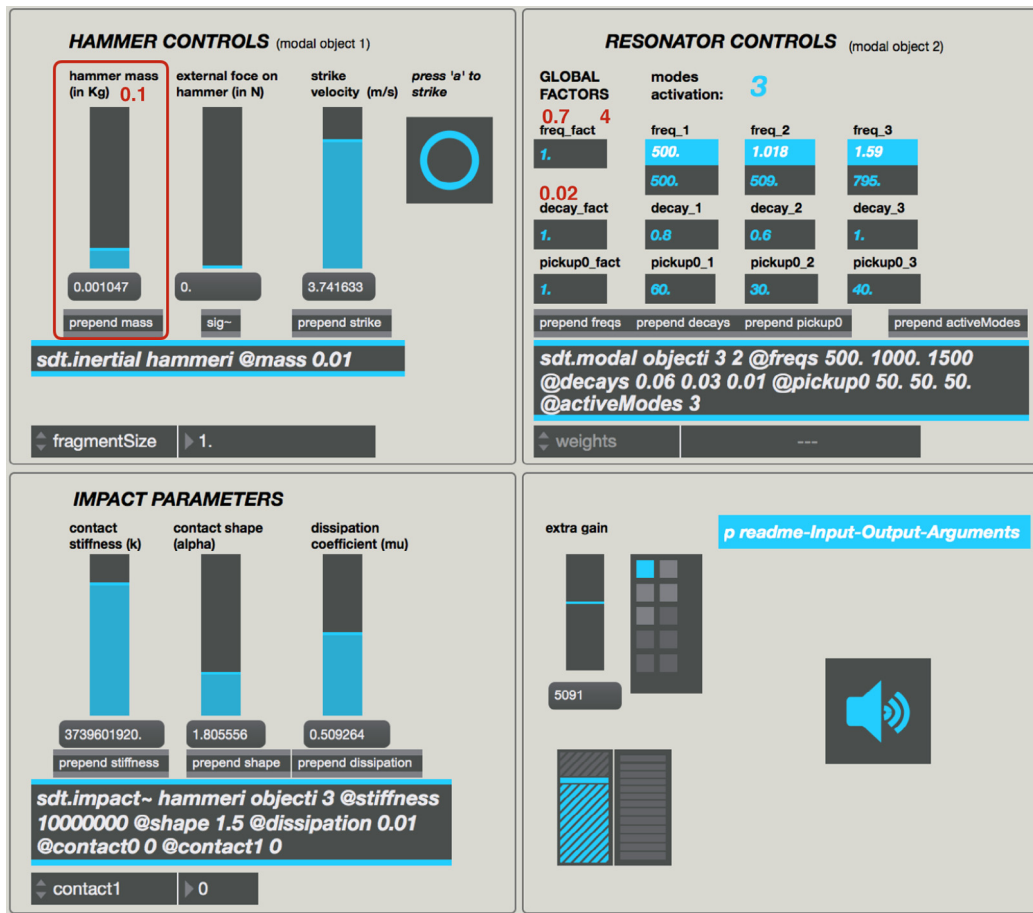 HAMMER CONTROLS (modal object 1)
hammer mass
(in Kg) 0.1
external foce on
hammer (in N)
strike
velocity (m/s)
press 'a' to
strike
0.001047
0.
3.741633
prepend mass
sig~
prepend strike
sdt.inertial hammeri @mass 0.01
fragmentSize
1.
RESONATOR CONTROLS (modal object 2)
GLOBAL
FACTORS
modes
activation:
3
0.7 4
freq_fact
freq_1
freq_2
freq_3
1.
500.
1.018
1.59
500.
509.
795.
0.02
decay_fact
decay_1
decay_2
decay_3
1.
0.8
0.6
1.
pickup0_fact
pickup0_1
pickup0_2
pickup0_3
1.
60.
30.
40.
prepend freqs
prepend decays
prepend pickup0
prepend activeModes
sdt.modal objecti 3 2 @freqs 500. 1000. 1500
@decays 0.06 0.03 0.01 @pickup0 50. 50. 50.
@activeModes 3
weights
---
IMPACT PARAMETERS
contact
stiffness (k)
contact shape
(alpha)
dissipation
coefficient (mu)
3739601920.
1.805556
0.509264
prepend stiffness
prepend shape
prepend dissipation
sdt.impact~ hammeri objecti 3 @stiffness
10000000 @shape 1.5 @dissipation 0.01
@contact0 0 @contact1 0
contact1
0
extra gain
p readme-Input-Output-Arguments
5091